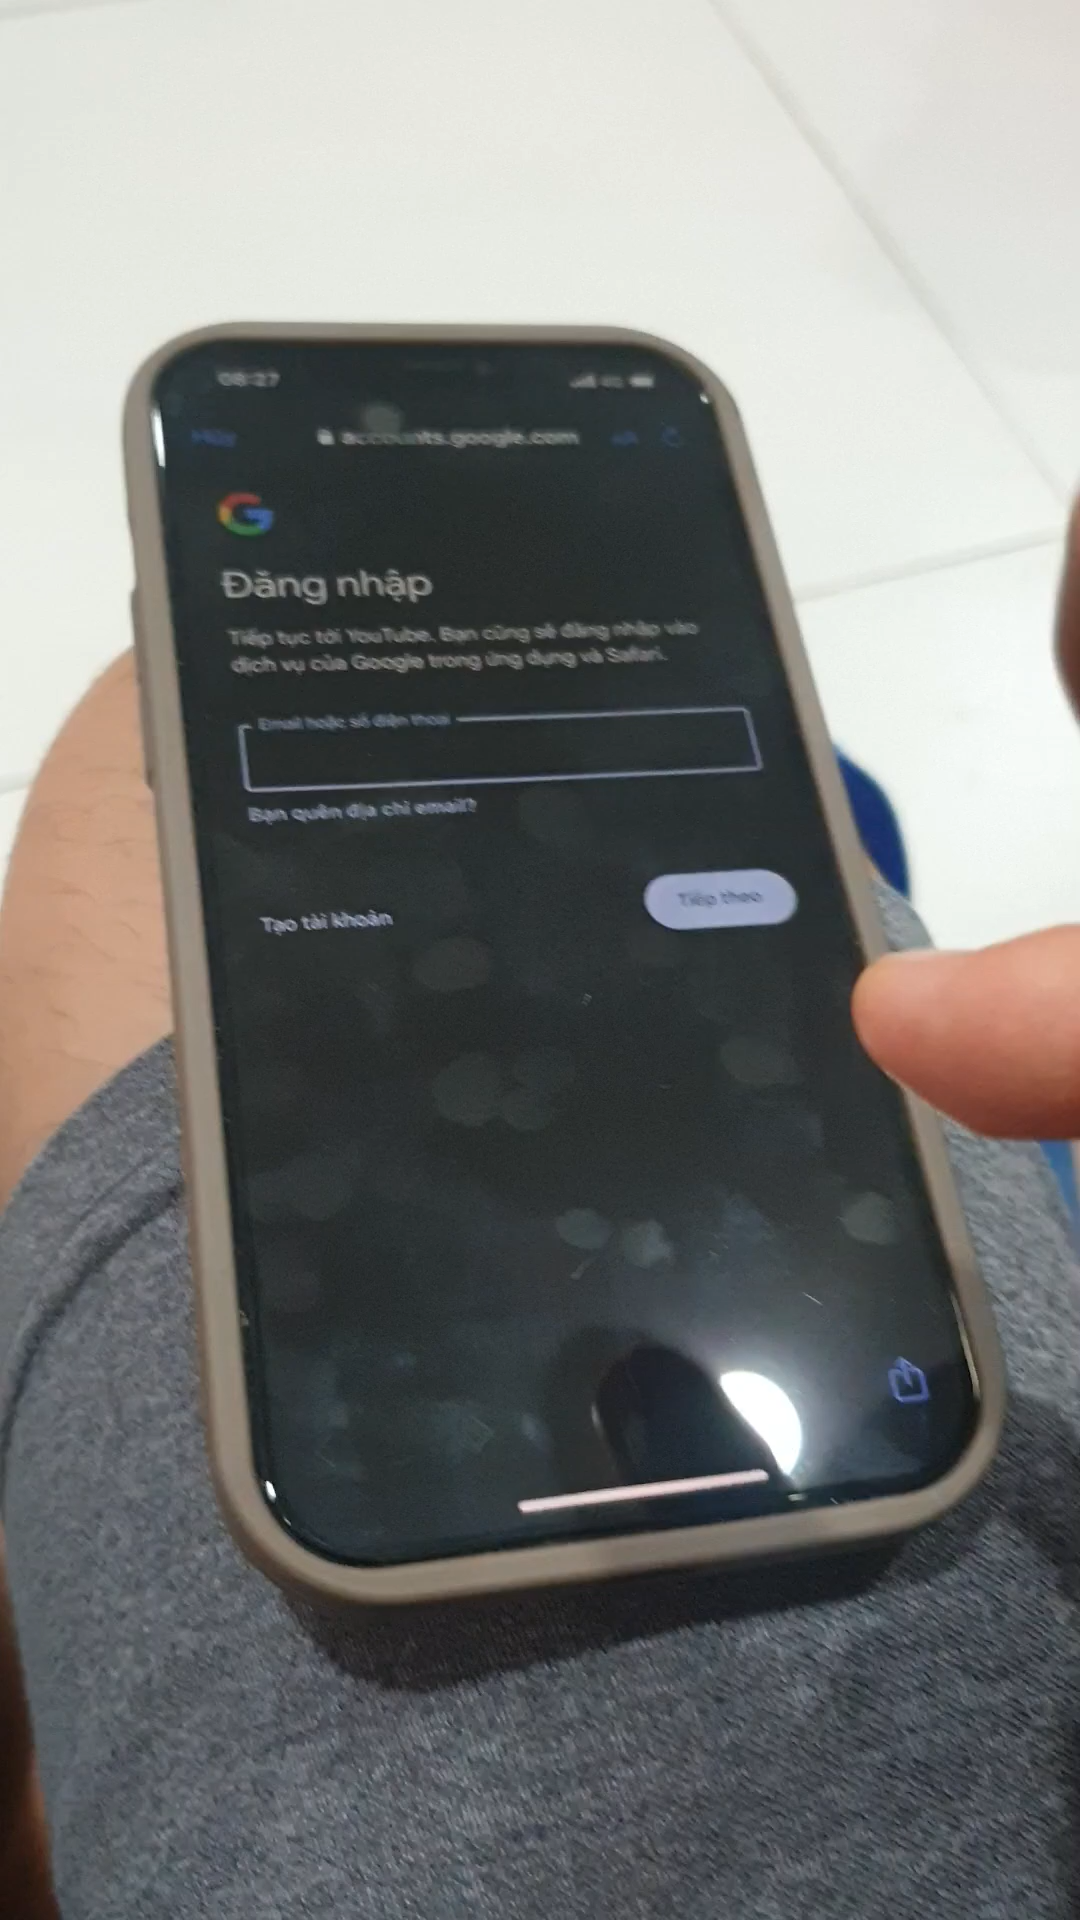 08:27
Hủy
accounts.google.com
Đăng nhập
Tiếp tục tới YouTube. Bạn cũng sẽ đăng nhập vào
dịch vụ của Google trong ứng dụng và Safari.
Email hoặc số điện thoại
Bạn quên địa chỉ email?
Tạo tài khoản
Tiếp theo